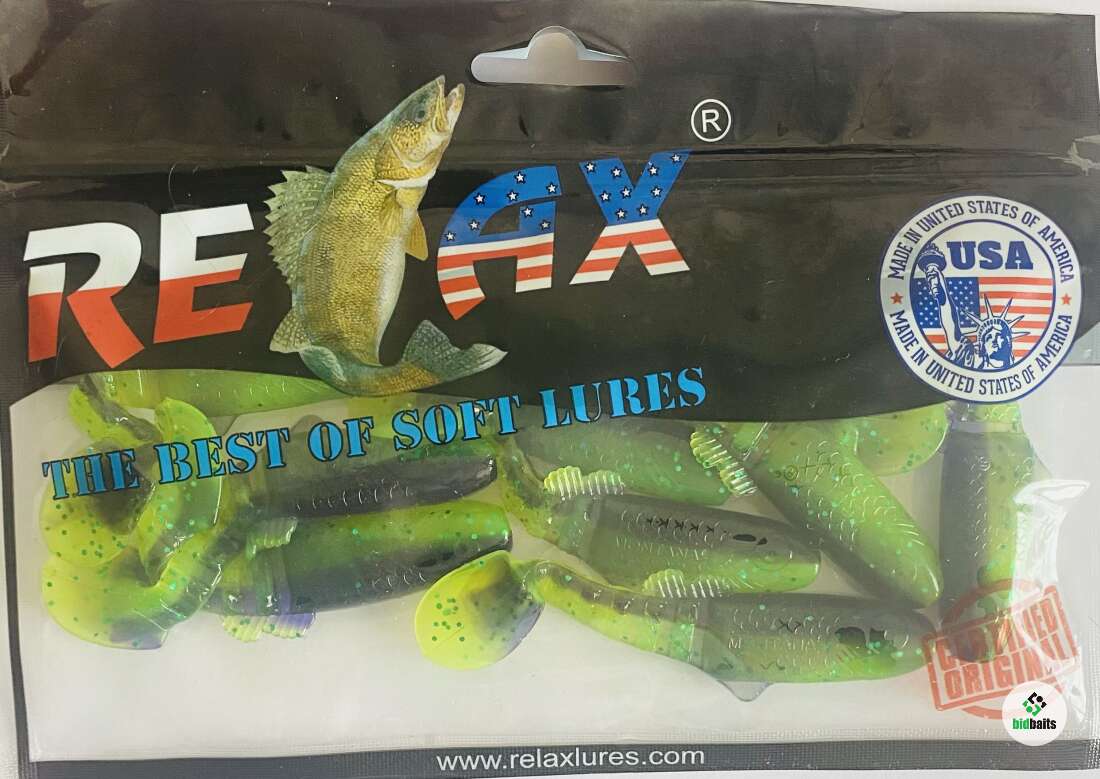 RELAX®
MADE IN UNITED STATES OF AMERICA
USA
MADE IN UNITED STATES OF AMERICA
THE BEST OF SOFT LURES
CERTIFIED
ORIGINAL
bidbaits
www.relaxlures.com